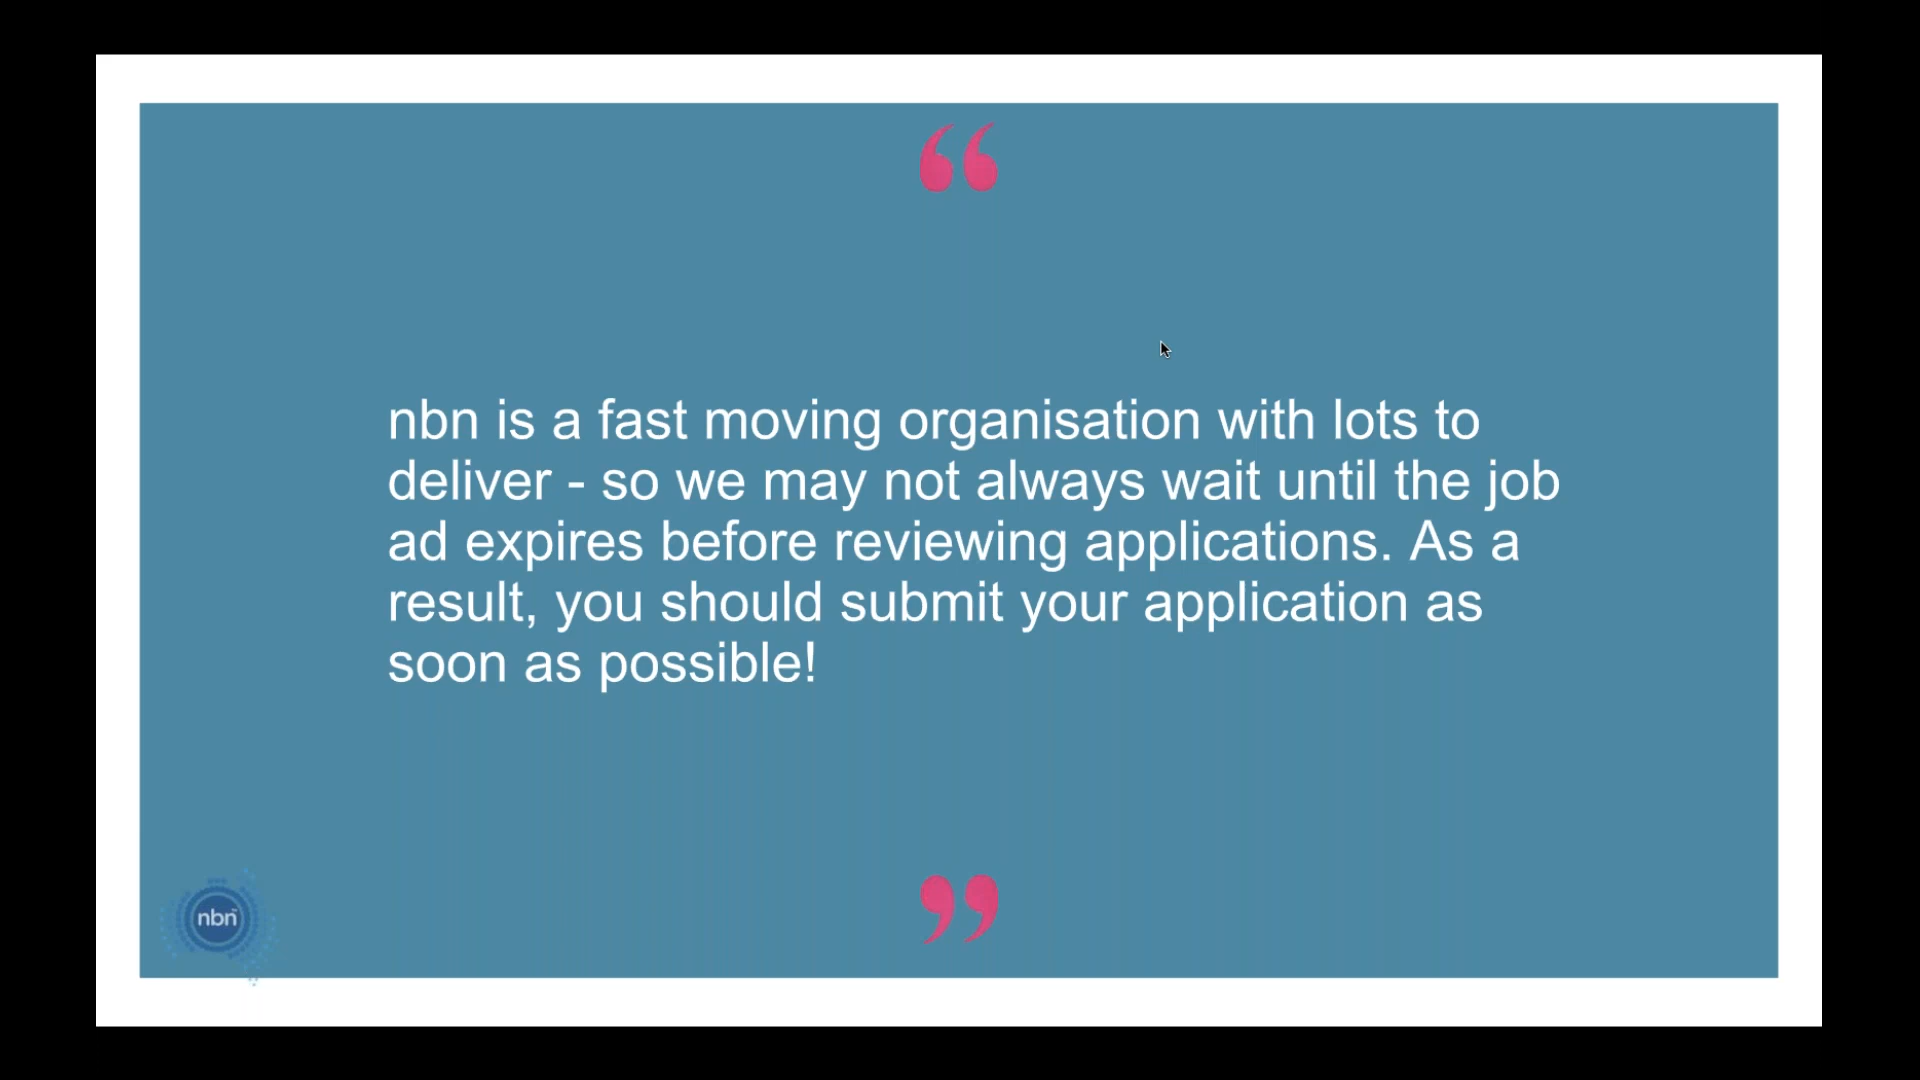 nbn is a fast moving organisation with lots to
deliver - so we may not always wait until the job
ad expires before reviewing applications. As a
result, you should submit your application as
soon as possible!
nbn